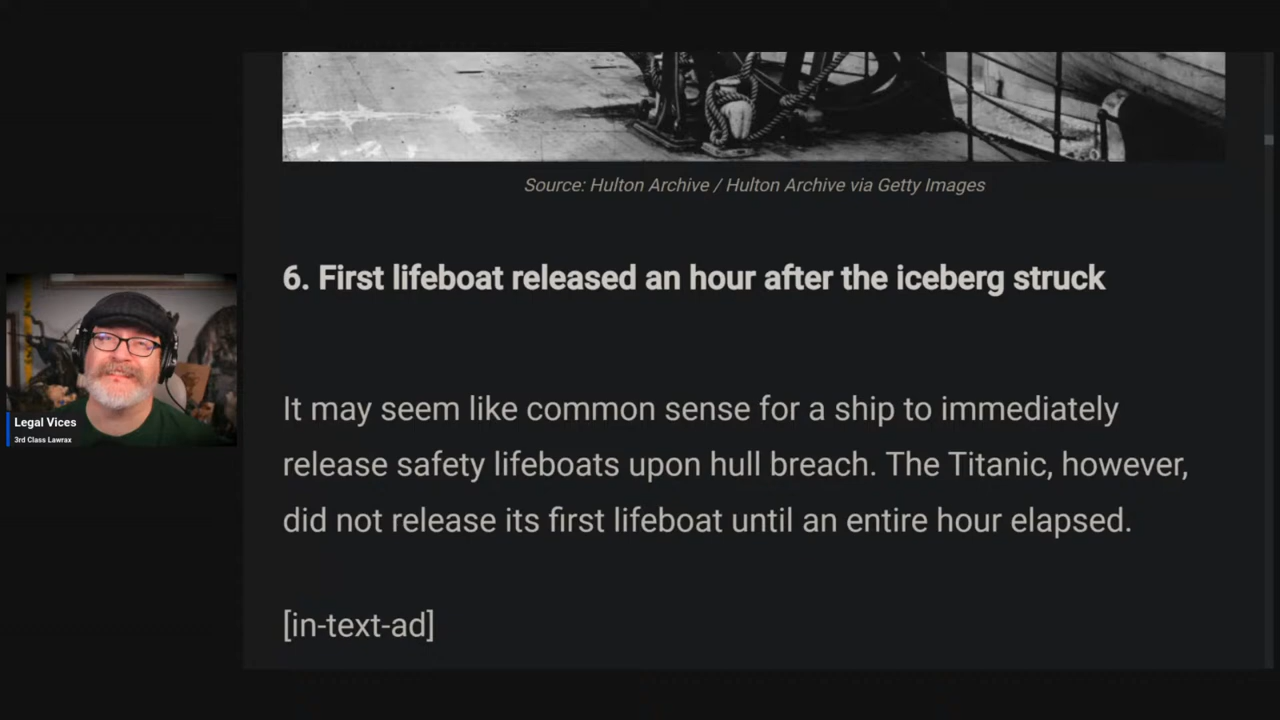 Source: Hulton Archive / Hulton Archive via Getty Images
6. First lifeboat released an hour after the iceberg struck
It may seem like common sense for a ship to immediately
release safety lifeboats upon hull breach. The Titanic, however,
did not release its first lifeboat until an entire hour elapsed.
[in-text-ad]
Legal Vices
3rd Class Lawrax